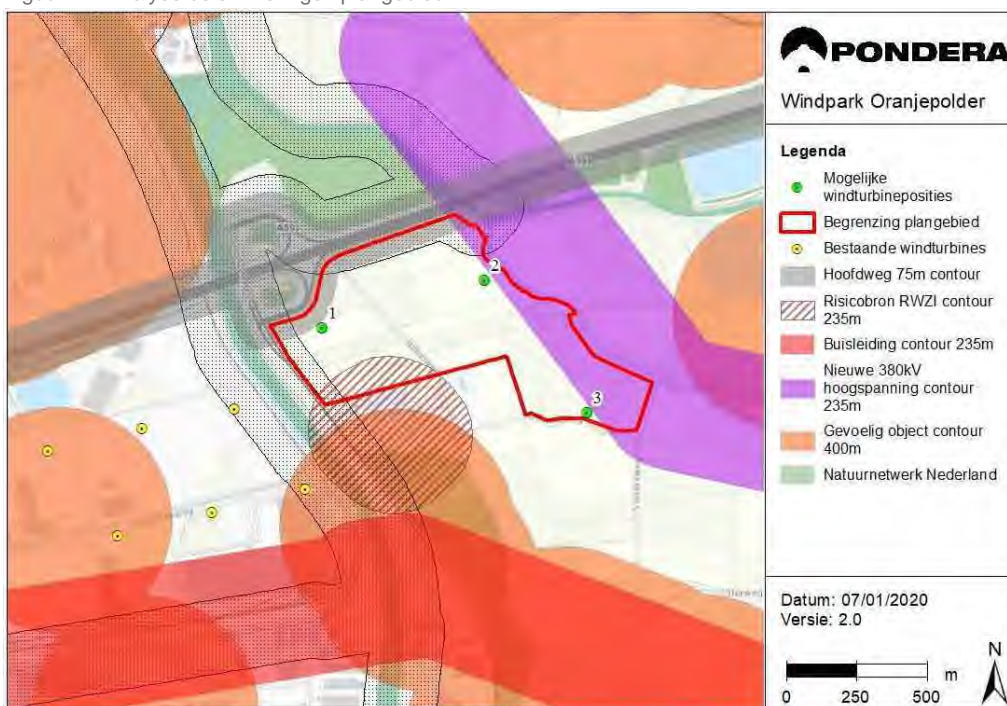 PONDERA
Windpark Oranjepolder
Legenda
Mogelijke
windturbineposities
Begrenzing plangebied
Bestaande windturbines
Hoofdweg 75m contour
Risicobron RWZI contour
235m
Buisleiding contour 235m
Nieuwe 380kV
hoogspanning contour
235m
Gevoelig object contour
400m
Natuurnetwerk Nederland
Datum: 07/01/2020
Versie: 2.0
N
m
0 250 500
A59
2
1
3